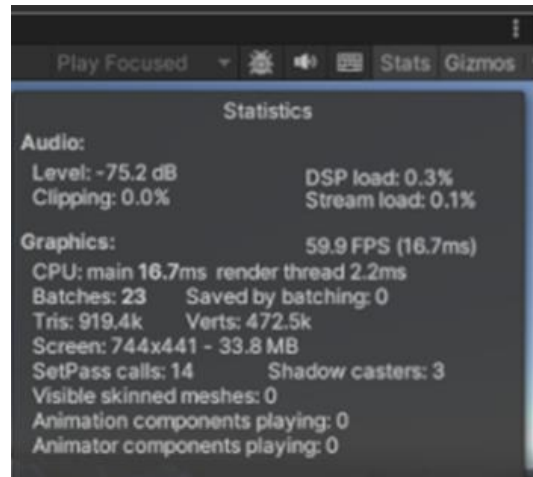 Play Focused Stats Gizmos
Statistics
Audio:
Level: -75.2 dB DSP load: 0.3%
Clipping: 0.0% Stream load: 0.1%
Graphics: 59.9 FPS (16.7ms)
CPU: main 16.7ms render thread 2.2ms
Batches: 23 Saved by batching: 0
Tris: 919.4k Verts: 472.5k
Screen: 744x441 - 33.8 MB
SetPass calls: 14 Shadow casters: 3
Visible skinned meshes: 0
Animation components playing: 0
Animator components playing: 0